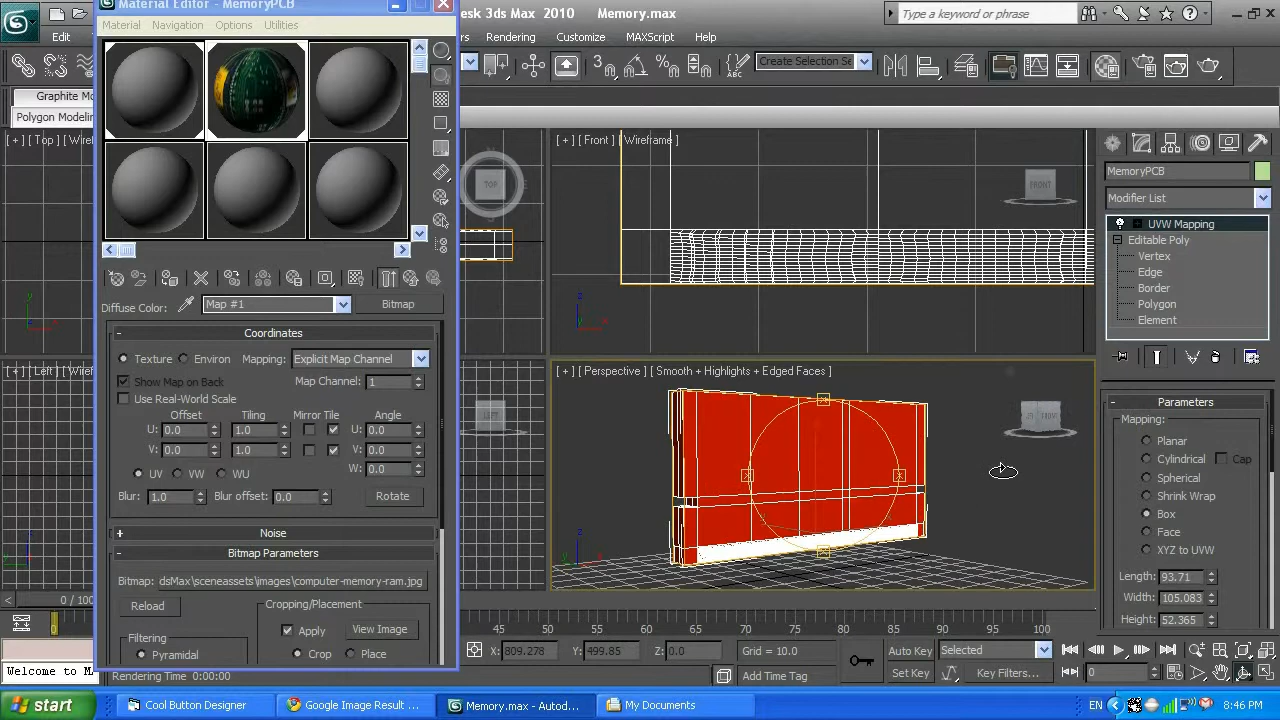 Material Editor - MemoryPCB
sk 3ds Max 2010
Memory.max
Type a keyword or phrase
Material
Navigation
Options
Utilities
Ed
Rendering
Customize
MAXScript
Help
Create Selection Se
Graphite M
Polygon Modelin
[ + ] [ Top ] [ Wirefr
TOP
[ + ] [ Front ] [ Wireframe ]
FRONT
MemoryPCB
Modifier List
UVW Mapping
Editable Poly
Vertex
Edge
Border
Polygon
Element
Diffuse Color:
Map #1
Bitmap
Coordinates
Texture
Environ
Mapping:
Explicit Map Channel
Show Map on Back
Map Channel:
1
Use Real-World Scale
Offset
Tiling
Mirror Tile
Angle
U: 0.0
1.0
U: 0.0
V: 0.0
1.0
V: 0.0
UV
VW
WU
W: 0.0
Blur: 1.0
Blur offset: 0.0
Rotate
Noise
Bitmap Parameters
Bitmap:
dsMax\sceneassets\images\computer-memory-ram.jpg
Reload
Cropping/Placement
Apply
View Image
Filtering
Pyramidal
Crop
Place
[ + ] [ Left ] [ Wirefr
LEFT
[ + ] [ Perspective ] [ Smooth + Highlights + Edged Faces ]
Parameters
Mapping:
Planar
Cylindrical
Cap
Spherical
Shrink Wrap
Box
Face
XYZ to UVW
Length: 93.71
Width: 105.083
Height: 52.365
0 / 100
0
45
50
55
60
65
70
75
80
85
90
95
100
X: 809.278
Y: 499.85
Z: 0.0
Grid = 10.0
Add Time Tag
Auto Key
Selected
Set Key
Key Filters...
0
Welcome to M
Rendering Time 0:00:00
start
Cool Button Designer
Google Image Result ...
Memory.max - Autod...
My Documents
EN
8:46 PM